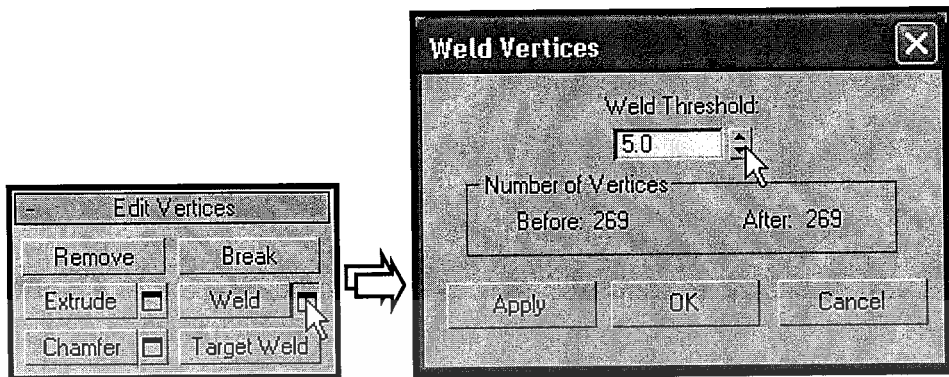 - Edit Vertices
Remove Break
Extrude Weld
Chamfer Target Weld
Weld Vertices
Weld Threshold:
5.0
Number of Vertices
Before: 269 After: 269
Apply OK Cancel